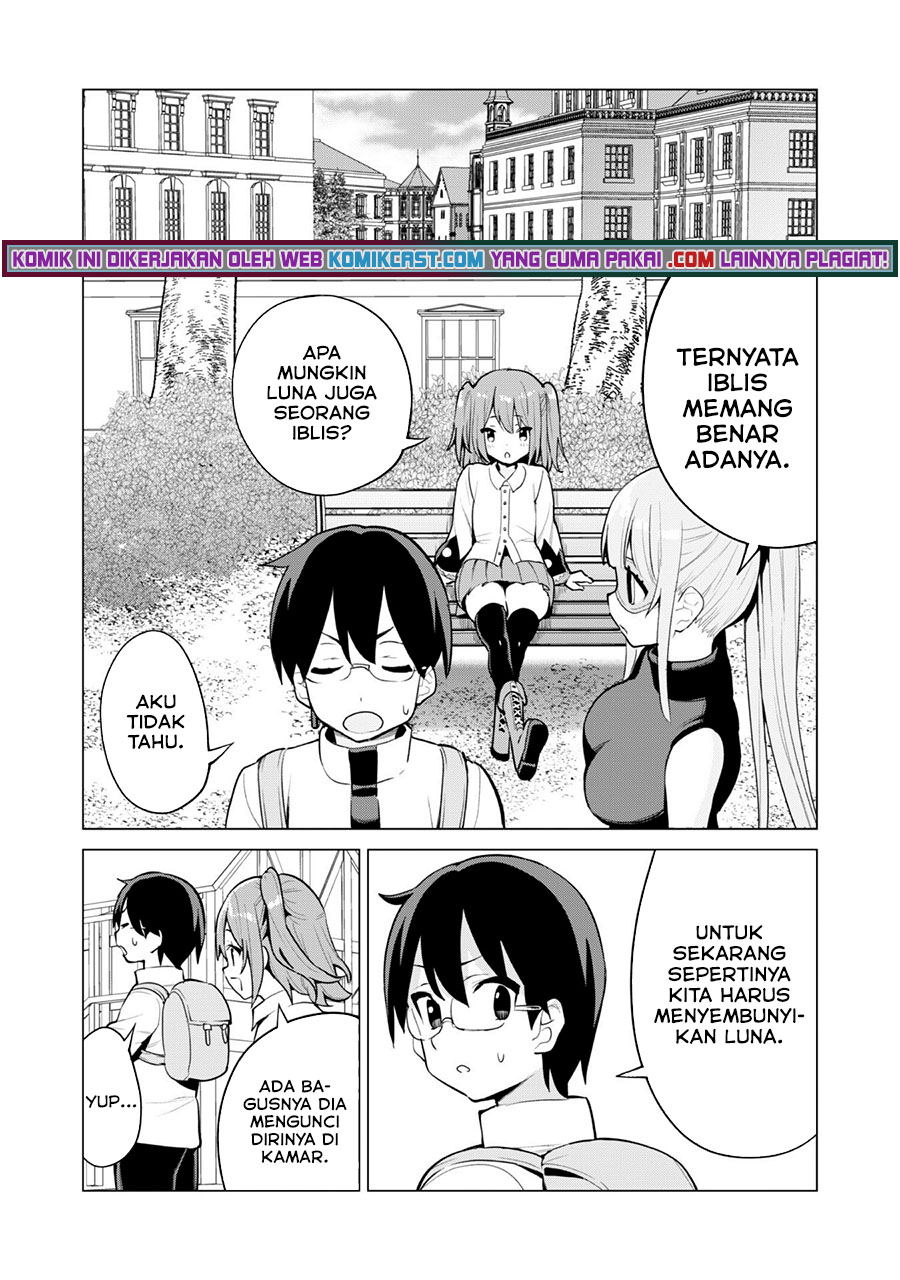 KOMIK INI DIKERJAKAN OLEH WEB KOMIKCAST.COM YANG CUMA PAKAI .COM LAINNYA PLAGIAT!
TERNYATA
IBLIS
MEMANG
BENAR
ADANYA.
APA
MUNGKIN
LUNA JUGA
SEORANG
IBLIS?
AKU
TIDAK
TAHU.
UNTUK
SEKARANG
SEPERTINYA
KITA HARUS
MENYEMBUNYI-
KAN LUNA.
ADA BA-
GUSNYA DIA
MENGUNCI
DIRINYA DI
KAMAR.
YUP...